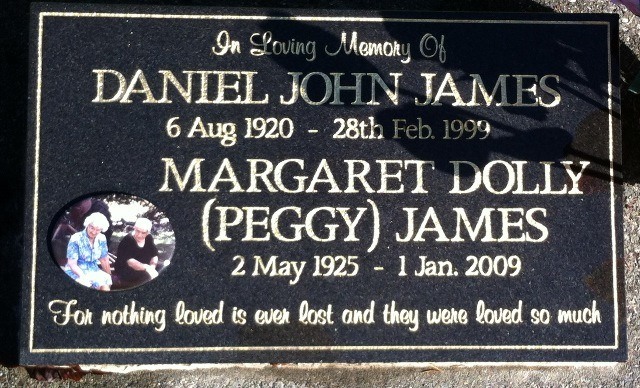 In Loving Memory Of
DANIEL JOHN JAMES
6 Aug 1920 - 28th Feb. 1999
MARGARET DOLLY
(PEGGY) JAMES
2 May 1925 - 1 Jan. 2009
For nothing loved is ever lost and they were loved so much